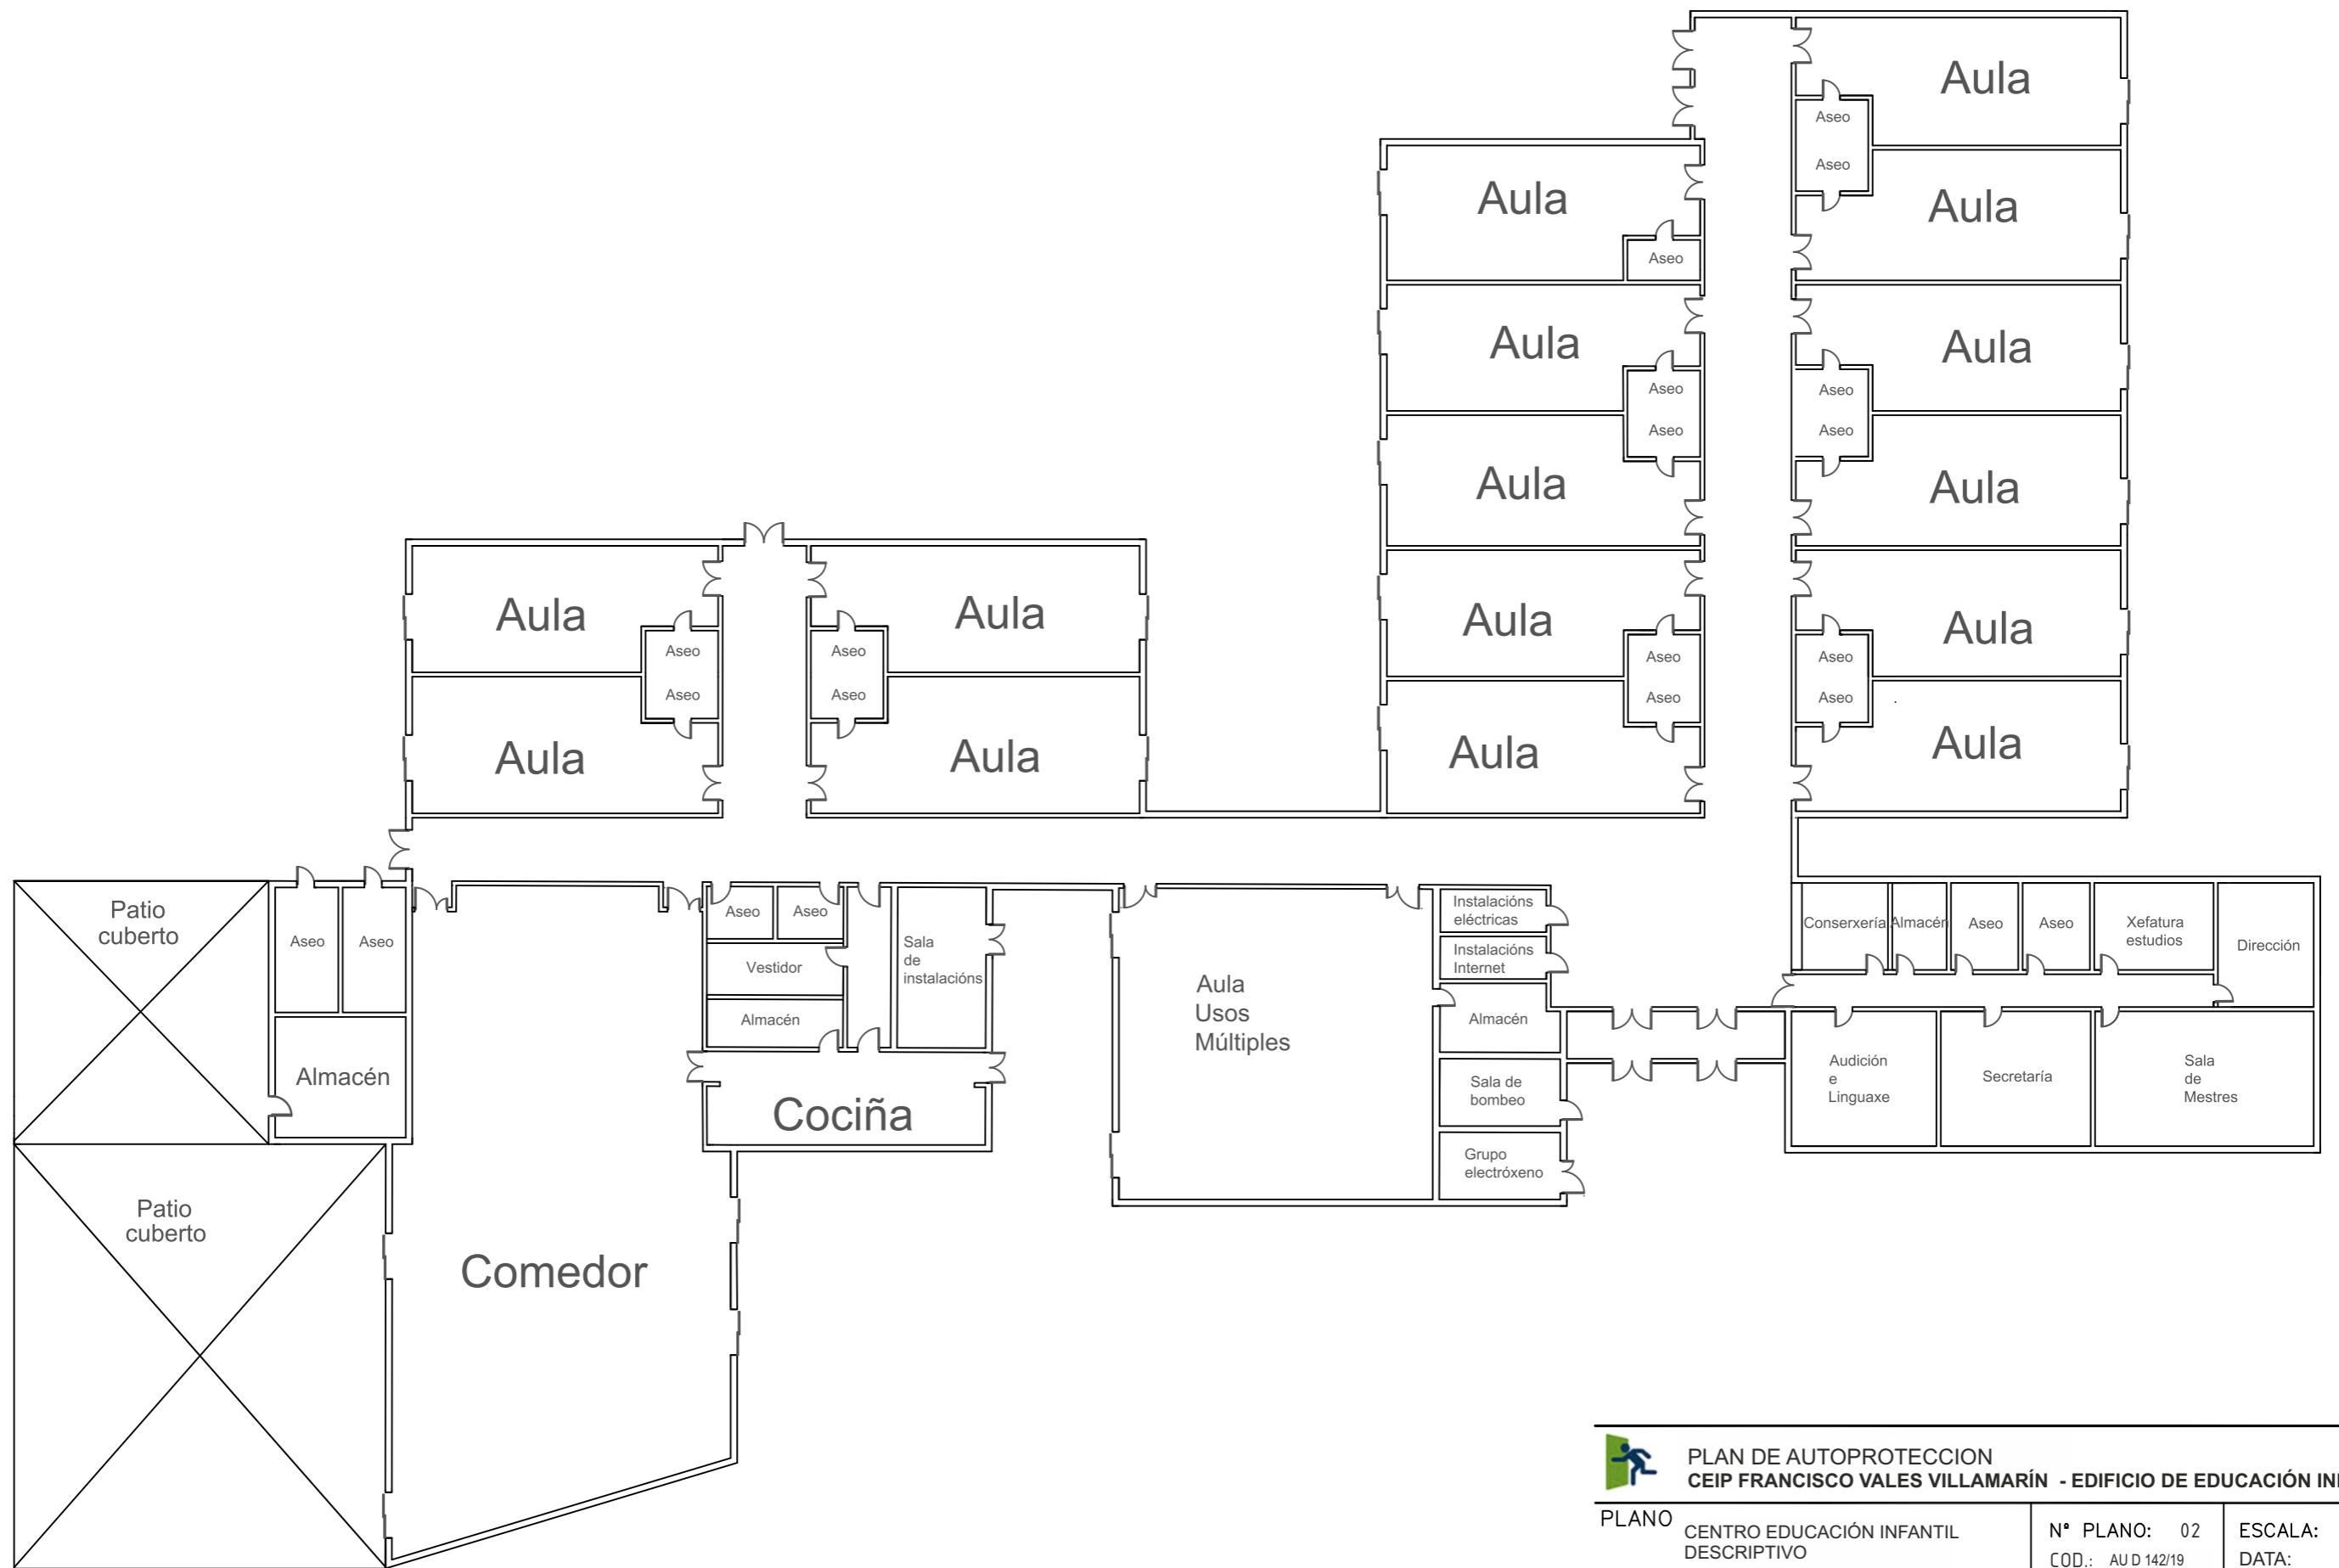 Aula
Aseo
Aseo
Aula
Aula
Aseo
Aula
Aula
Aseo
Aseo
Aseo
Aseo
Aula
Aula
Aula
Aula
Aula
Aula
Aseo
Aseo
Aseo
Aseo
Aseo
Aseo
Aseo
Aseo
Aula
Aula
Aula
Aula
Patio
cuberto
Aseo
Aseo
Aseo
Aseo
Vestidor
Almacén
Sala
de
instalacións
Almacén
Cociña
Aula
Usos
Múltiples
Instalacións
eléctricas
Instalacións
Internet
Almacén
Sala de
bombeo
Grupo
electróxeno
Conserxería
Almacén
Aseo
Aseo
Xefatura
estudios
Dirección
Audición
e
Linguaxe
Secretaría
Sala
de
Mestres
Patio
cuberto
Comedor
PLAN DE AUTOPROTECCION
CEIP FRANCISCO VALES VILLAMARÍN - EDIFICIO DE EDUCACIÓN
PLANO
CENTRO EDUCACIÓN INFANTIL
DESCRIPTIVO
Nº PLANO: 02
COD.: AU D 142/19
ESCALA:
DATA: